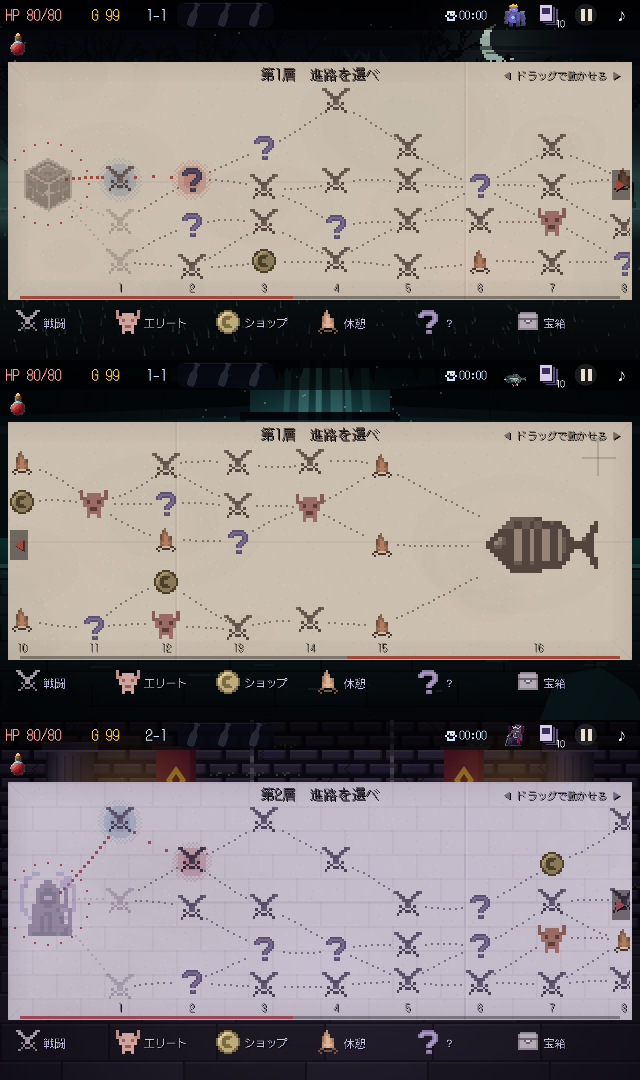 HP 80/80 G 99 1-1 00:00 10
第1層 進路を選べ ◀ ドラッグで動かせる ▶
1 2 3 4 5 6 7 8
戦闘 エリート ショップ 休憩 ? 宝箱
HP 80/80 G 99 1-1 00:00 10
第1層 進路を選べ ◀ ドラッグで動かせる ▶
10 11 12 13 14 15 16
戦闘 エリート ショップ 休憩 ? 宝箱
HP 80/80 G 99 2-1 00:00 10
第2層 進路を選べ ◀ ドラッグで動かせる ▶
1 2 3 4 5 6 7 8
戦闘 エリート ショップ 休憩 ? 宝箱